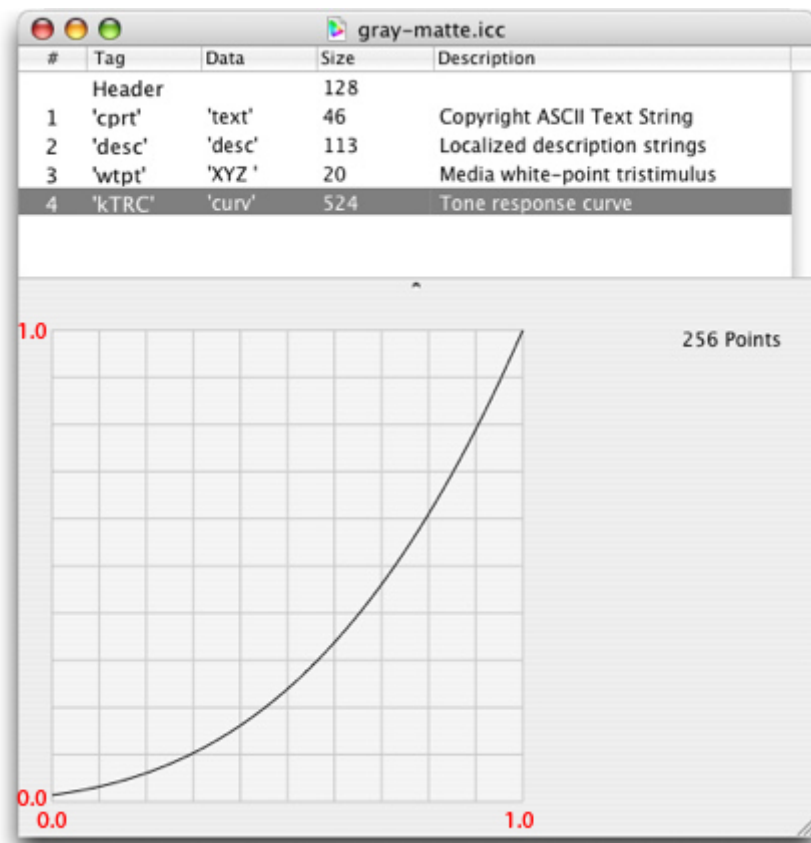 gray-matte.icc
# Tag Data Size Description
Header 128
1 'cprt' 'text' 46 Copyright ASCII Text String
2 'desc' 'desc' 113 Localized description strings
3 'wtpt' 'XYZ ' 20 Media white-point tristimulus
4 'kTRC' 'curv' 524 Tone response curve
1.0
256 Points
0.0
0.0 1.0